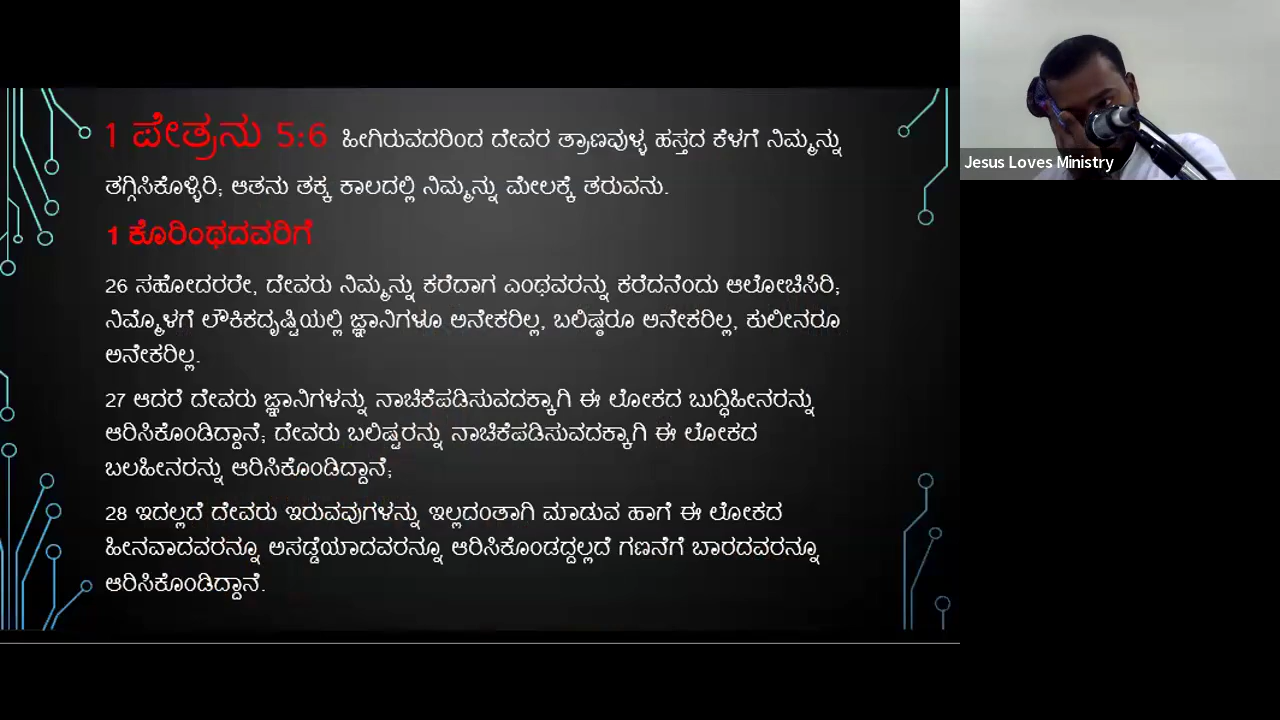 1 ಪೇತ್ರನು 5:6 ಹೀಗಿರುವದರಿಂದ ದೇವರ ತ್ರಾಣವುಳ್ಳ ಹಸ್ತದ ಕೆಳಗೆ ನಿಮ್ಮನ್ನು
ತಗ್ಗಿಸಿಕೊಳ್ಳಿರಿ; ಆತನು ತಕ್ಕ ಕಾಲದಲ್ಲಿ ನಿಮ್ಮನ್ನು ಮೇಲಕ್ಕೆ ತರುವನು.
1 ಕೊರಿಂಥದವರಿಗೆ
26 ಸಹೋದರರೇ, ದೇವರು ನಿಮ್ಮನ್ನು ಕರೆದಾಗ ಎಂಥವರನ್ನು ಕರೆದನೆಂದು ಆಲೋಚಿಸಿರಿ;
ನಿಮ್ಮೊಳಗೆ ಲೌಕಿಕದೃಷ್ಟಿಯಲ್ಲಿ ಜ್ಞಾನಿಗಳೂ ಅನೇಕರಿಲ್ಲ, ಬಲಿಷ್ಠರೂ ಅನೇಕರಿಲ್ಲ, ಕುಲೀನರೂ
ಅನೇಕರಿಲ್ಲ.
27 ಆದರೆ ದೇವರು ಜ್ಞಾನಿಗಳನ್ನು ನಾಚಿಕೆಪಡಿಸುವದಕ್ಕಾಗಿ ಈ ಲೋಕದ ಬುದ್ಧಿಹೀನರನ್ನು
ಆರಿಸಿಕೊಂಡಿದ್ದಾನೆ; ದೇವರು ಬಲಿಷ್ಟರನ್ನು ನಾಚಿಕೆಪಡಿಸುವದಕ್ಕಾಗಿ ಈ ಲೋಕದ
ಬಲಹೀನರನ್ನು ಆರಿಸಿಕೊಂಡಿದ್ದಾನೆ;
28 ಇದಲ್ಲದೆ ದೇವರು ಇರುವವುಗಳನ್ನು ಇಲ್ಲದಂತಾಗಿ ಮಾಡುವ ಹಾಗೆ ಈ ಲೋಕದ
ಹೀನವಾದವರನ್ನೂ ಅಸಡ್ಡೆಯಾದವರನ್ನೂ ಆರಿಸಿಕೊಂಡದ್ದಲ್ಲದೆ ಗಣನೆಗೆ ಬಾರದವರನ್ನೂ
ಆರಿಸಿಕೊಂಡಿದ್ದಾನೆ.
Jesus Loves Ministry